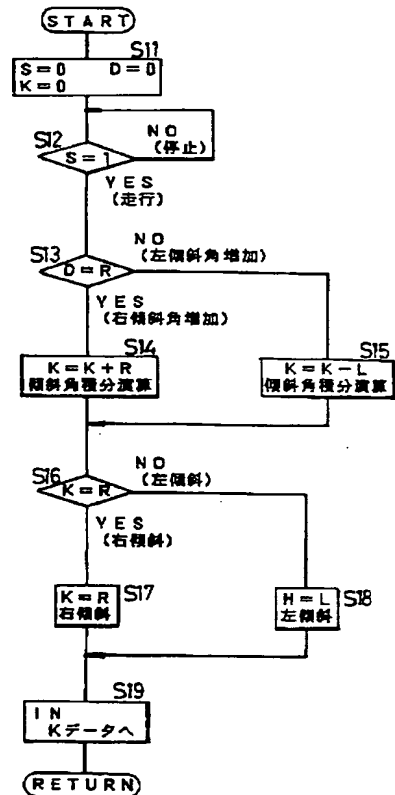 START
S11
S=0 D=0
K=0
S12
NO
(停止)
S=1
YES
(走行)
S13
NO
(左傾斜角増加)
D=R
YES
(右傾斜角増加)
S14
K=K+R
傾斜角積分演算
S15
K=K-L
傾斜角積分演算
S16
NO
(左傾斜)
K=R
YES
(右傾斜)
S17
K=R
右傾斜
S18
H=L
左傾斜
S19
IN
Kデータへ
RETURN